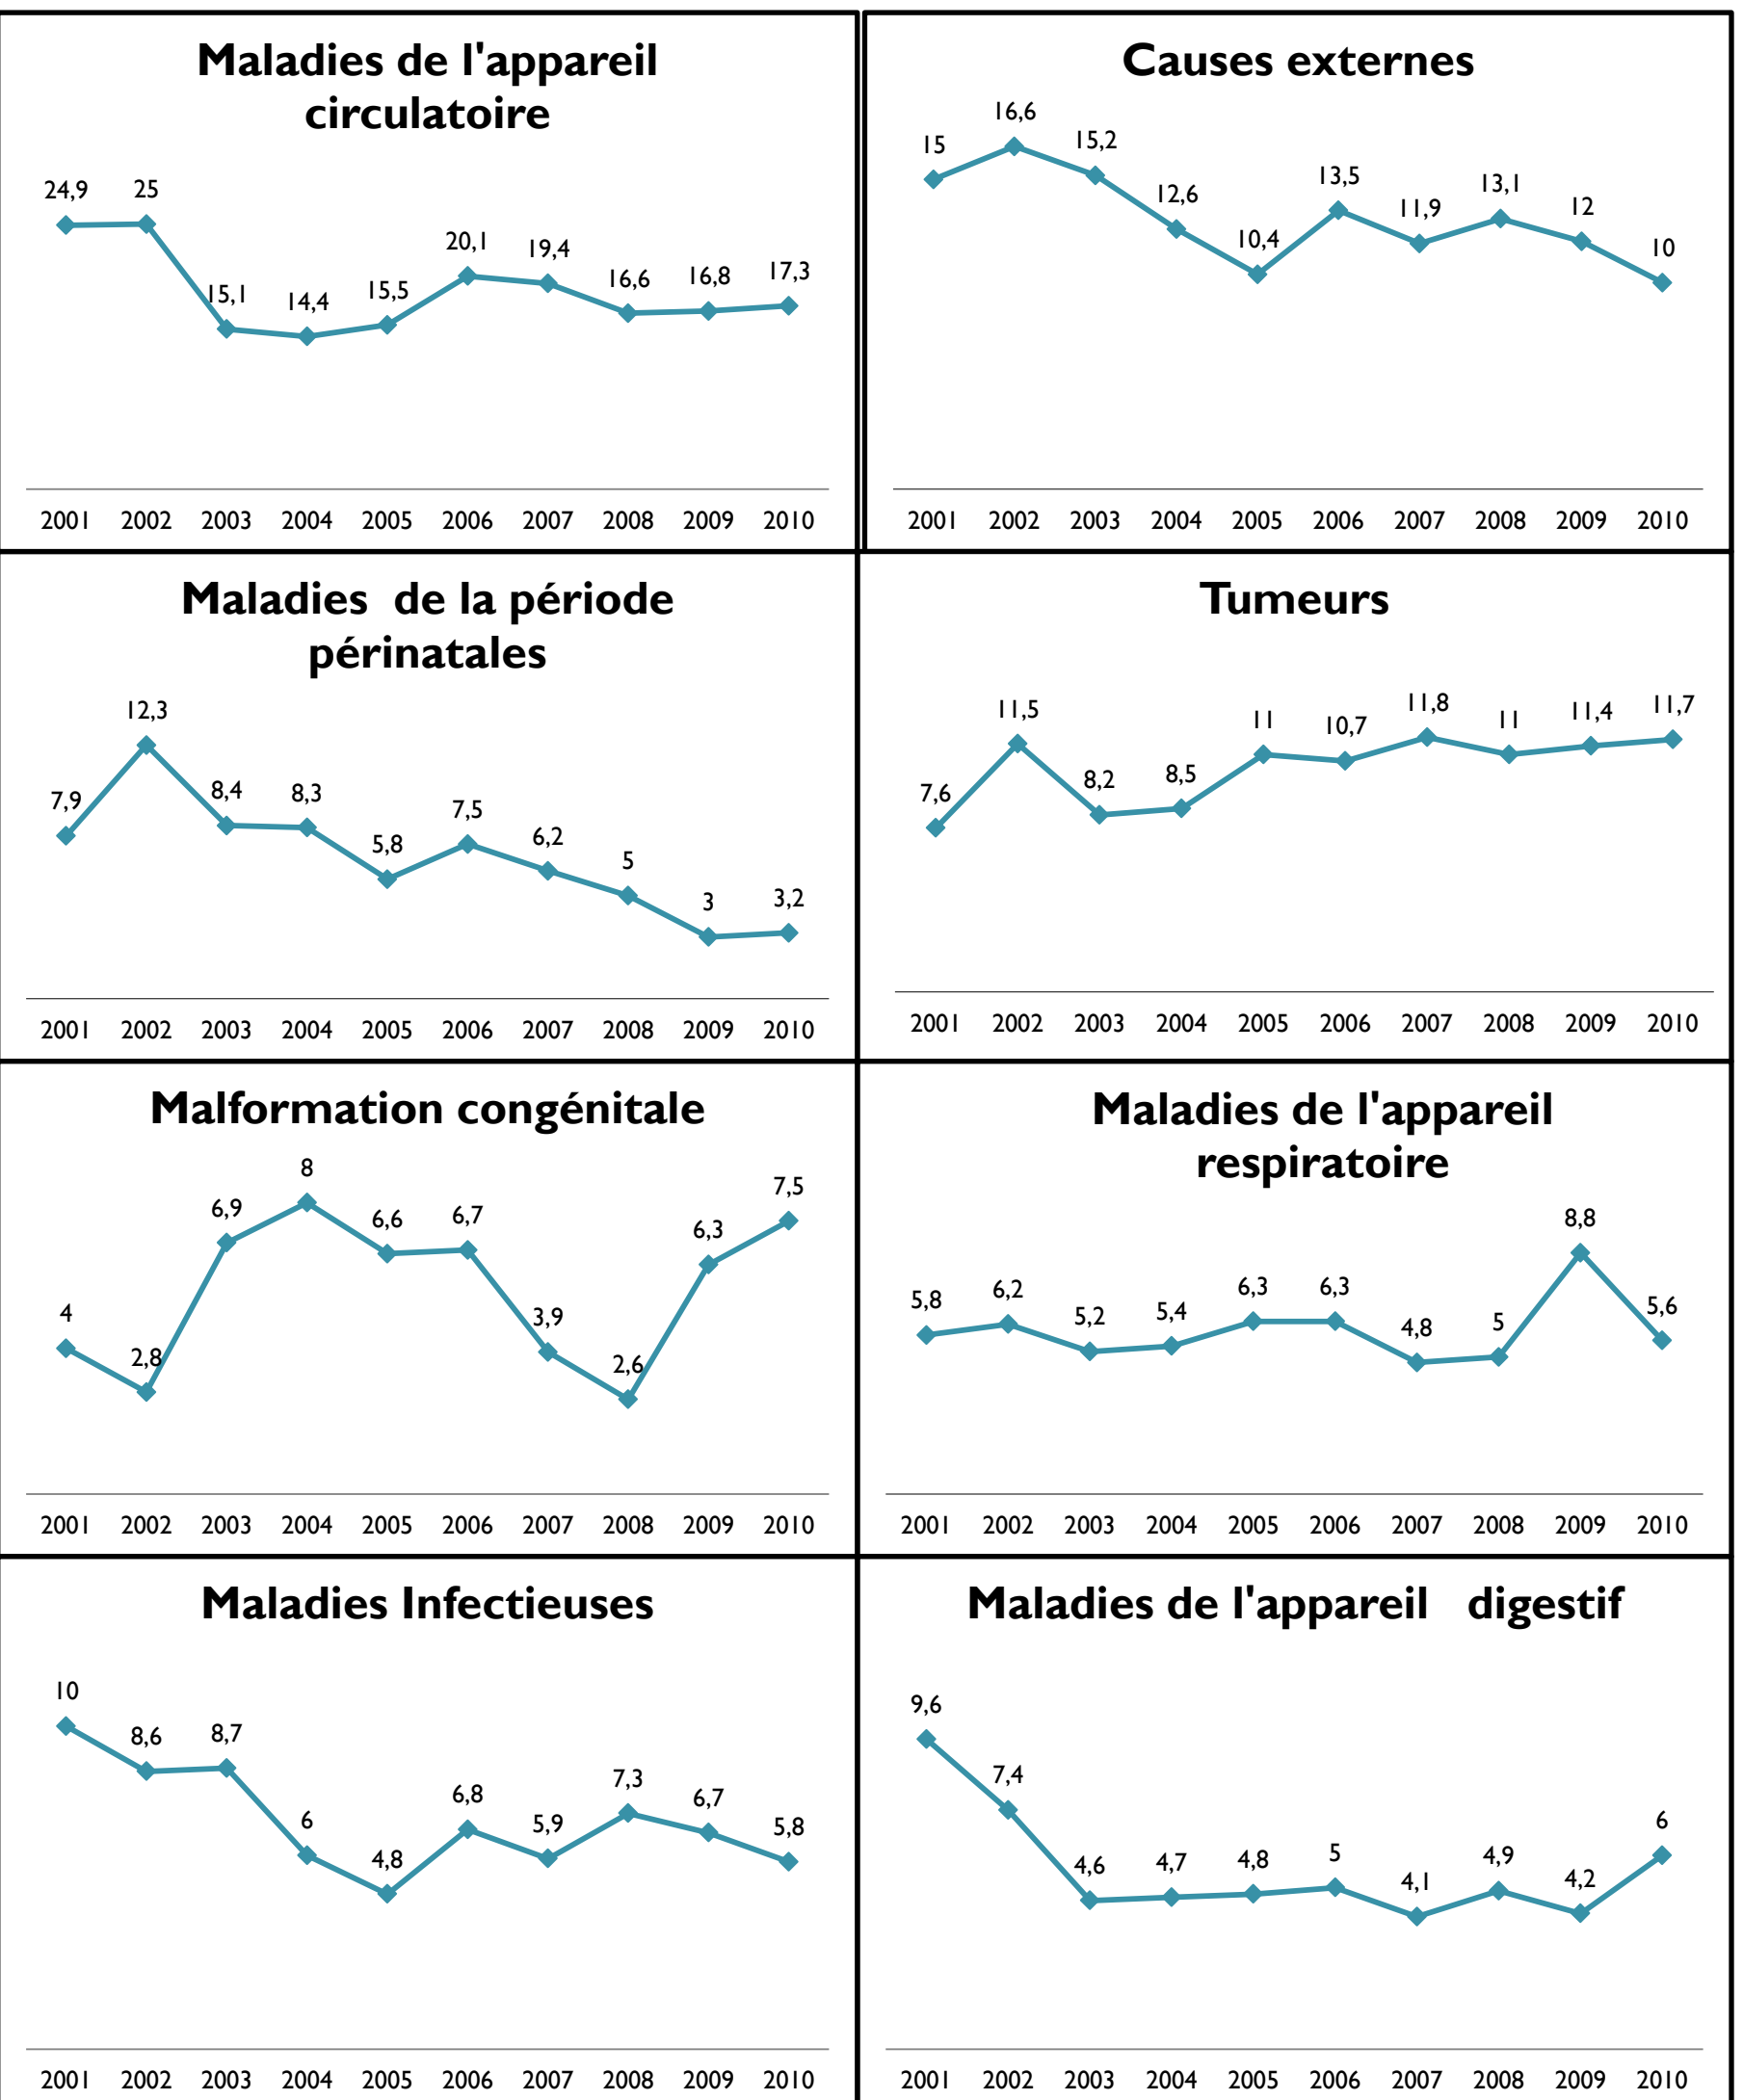 Maladies de l'appareil
circulatoire
24,9 25 15,1 14,4 15,5 20,1 19,4 16,6 16,8 17,3
2001 2002 2003 2004 2005 2006 2007 2008 2009 2010
Causes externes
15 16,6 15,2 12,6 10,4 13,5 11,9 13,1 12 10
2001 2002 2003 2004 2005 2006 2007 2008 2009 2010
Maladies de la période
périnatales
7,9 12,3 8,4 8,3 5,8 7,5 6,2 5 3 3,2
2001 2002 2003 2004 2005 2006 2007 2008 2009 2010
Tumeurs
7,6 11,5 8,2 8,5 11 10,7 11,8 11 11,4 11,7
2001 2002 2003 2004 2005 2006 2007 2008 2009 2010
Malformation congénitale
4 2,8 6,9 8 6,6 6,7 3,9 2,6 6,3 7,5
2001 2002 2003 2004 2005 2006 2007 2008 2009 2010
Maladies de l'appareil
respiratoire
5,8 6,2 5,2 5,4 6,3 6,3 4,8 5 8,8 5,6
2001 2002 2003 2004 2005 2006 2007 2008 2009 2010
Maladies Infectieuses
10 8,6 8,7 6 4,8 6,8 5,9 7,3 6,7 5,8
2001 2002 2003 2004 2005 2006 2007 2008 2009 2010
Maladies de l'appareil digestif
9,6 7,4 4,6 4,7 4,8 5 4,1 4,9 4,2 6
2001 2002 2003 2004 2005 2006 2007 2008 2009 2010